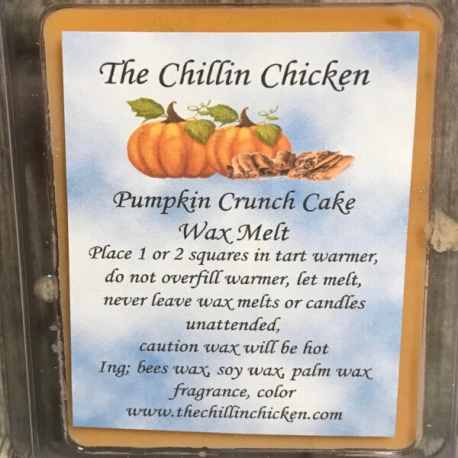 The Chillin Chicken
Pumpkin Crunch Cake
Wax Melt
Place 1 or 2 squares in tart warmer,
do not overfill warmer, let melt,
never leave wax melts or candles
unattended,
caution wax will be hot
Ing; bees wax, soy wax, palm wax
fragrance, color
www.thechillinchicken.com